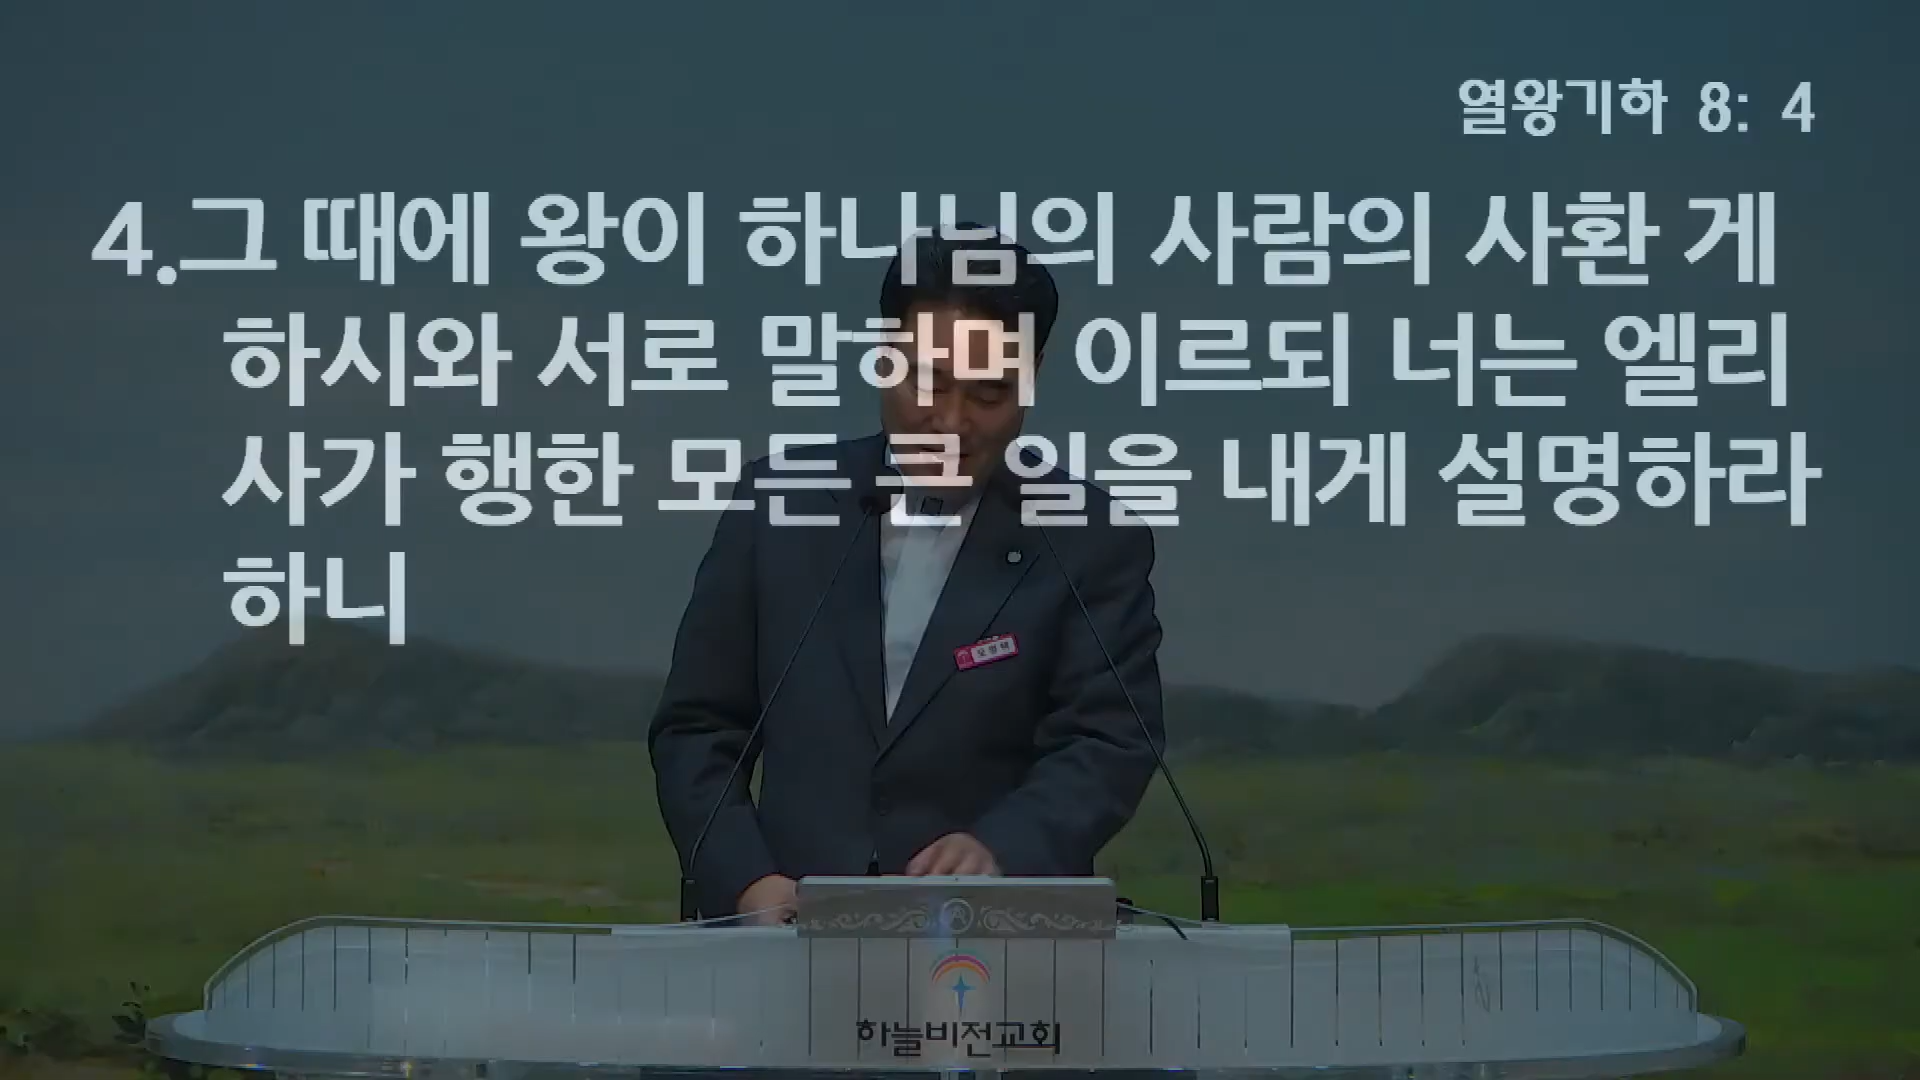 열왕기하 8: 4
4.그 때에 왕이 하나님의 사람의 사환 게
하시와 서로 말하며 이르되 너는 엘리
사가 행한 모든 큰 일을 내게 설명하라
하니
하늘비전교회